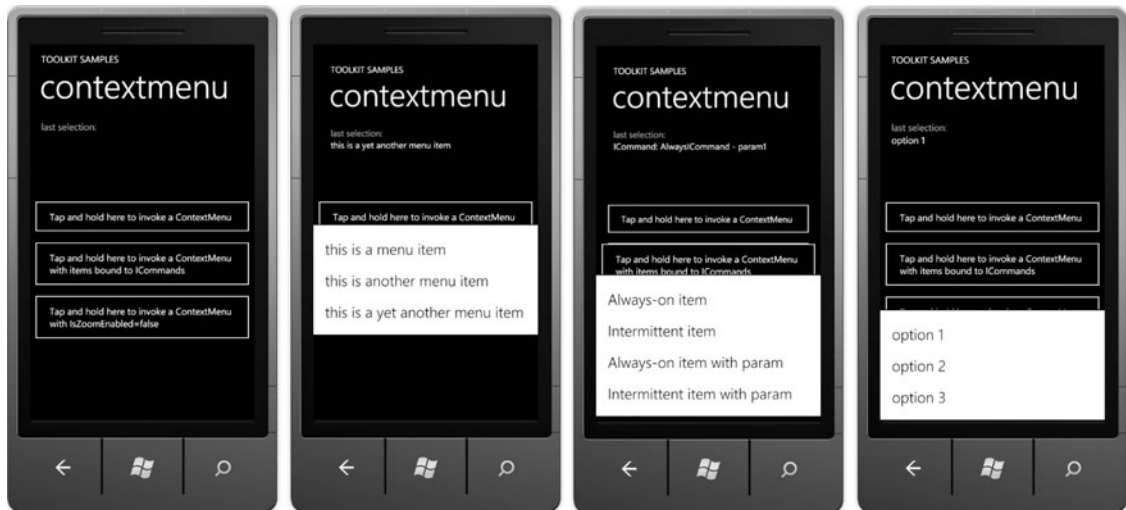 TOOLKIT SAMPLES
contextmenu
last selection:
Tap and hold here to invoke a ContextMenu
Tap and hold here to invoke a ContextMenu
with items bound to ICommands
Tap and hold here to invoke a ContextMenu
with IsZoomEnabled=false
TOOLKIT SAMPLES
contextmenu
last selection:
this is a yet another menu item
Tap and hold here to invoke a ContextMenu
this is a menu item
this is another menu item
this is a yet another menu item
TOOLKIT SAMPLES
contextmenu
last selection:
ICommand: AlwaysICommand - param1
Tap and hold here to invoke a ContextMenu
Tap and hold here to invoke a ContextMenu
with items bound to ICommands
Always-on item
Intermittent item
Always-on item with param
Intermittent item with param
TOOLKIT SAMPLES
contextmenu
last selection:
option 1
Tap and hold here to invoke a ContextMenu
Tap and hold here to invoke a ContextMenu
with items bound to ICommands
option 1
option 2
option 3